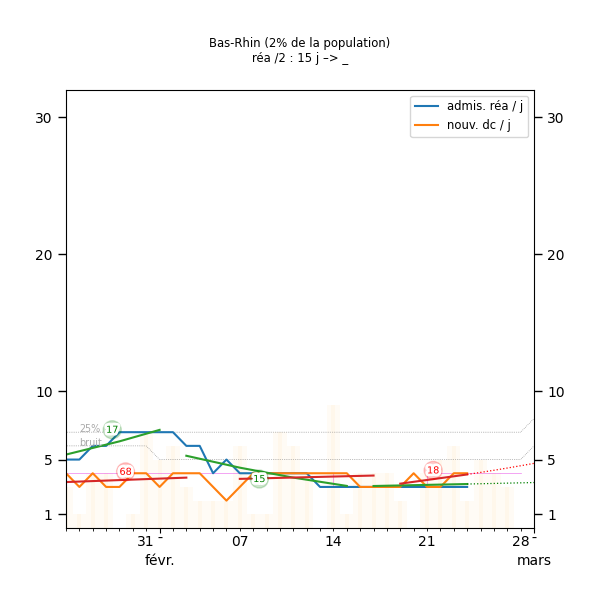 Bas-Rhin (2% de la population)
réa /2 : 15 j –> _
admis. réa / j
nouv. dc / j
30 30
20 20
10 10
5 5
1 1
25%
bruit
17
68
15
18
31 - 07 14 21 28 -
févr. mars